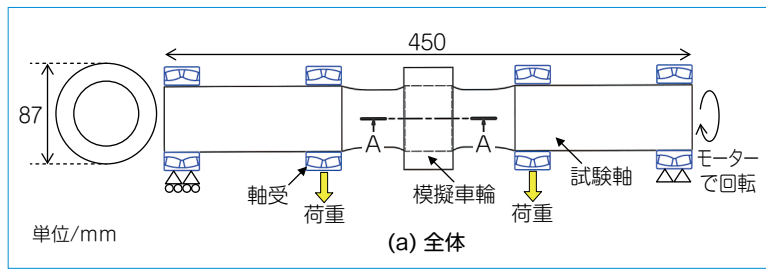 450
87
A
A
軸受
荷重
模擬車輪
荷重
試験軸
モーター
で回転
単位/mm
(a) 全体